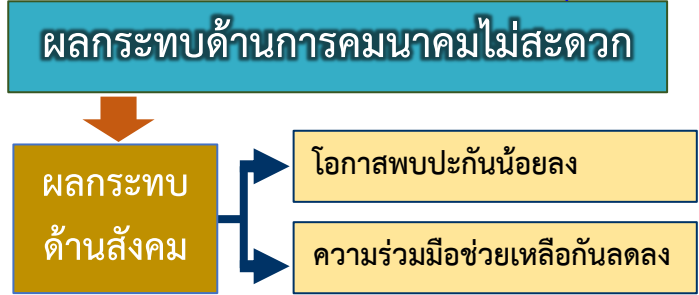 ผลกระทบด้านการคมนาคมไม่สะดวก
ผลกระทบ
ด้านสังคม
โอกาสพบปะกันน้อยลง
ความร่วมมือช่วยเหลือกันลดลง